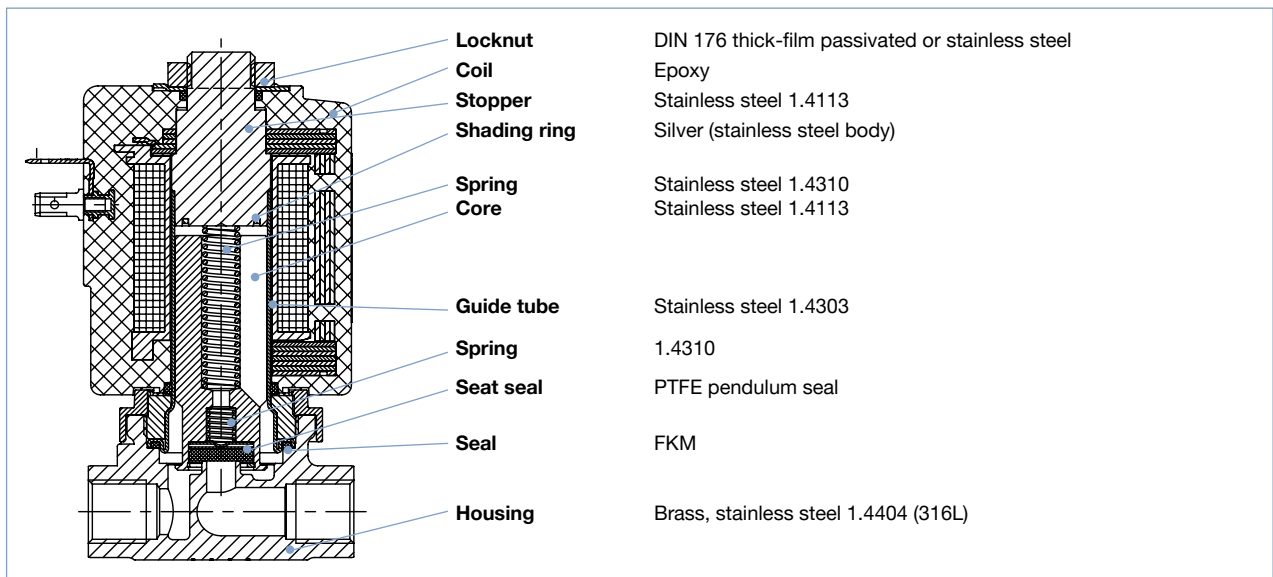 Locknut DIN 176 thick-film passivated or stainless steel
Coil Epoxy
Stopper Stainless steel 1.4113
Shading ring Silver (stainless steel body)
Spring Stainless steel 1.4310
Core Stainless steel 1.4113
Guide tube Stainless steel 1.4303
Spring 1.4310
Seat seal PTFE pendulum seal
Seal FKM
Housing Brass, stainless steel 1.4404 (316L)